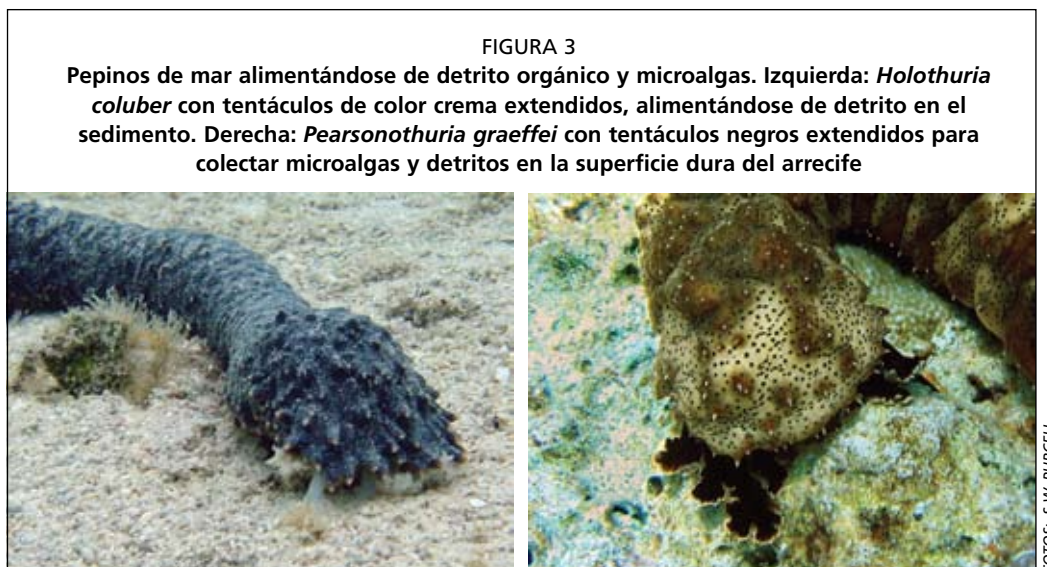 FIGURA 3
Pepinos de mar alimentándose de detrito orgánico y microalgas. Izquierda: Holothuria
coluber con tentáculos de color crema extendidos, alimentándose de detrito en el
sedimento. Derecha: Pearsonothuria graeffei con tentáculos negros extendidos para
colectar microalgas y detritos en la superficie dura del arrecife